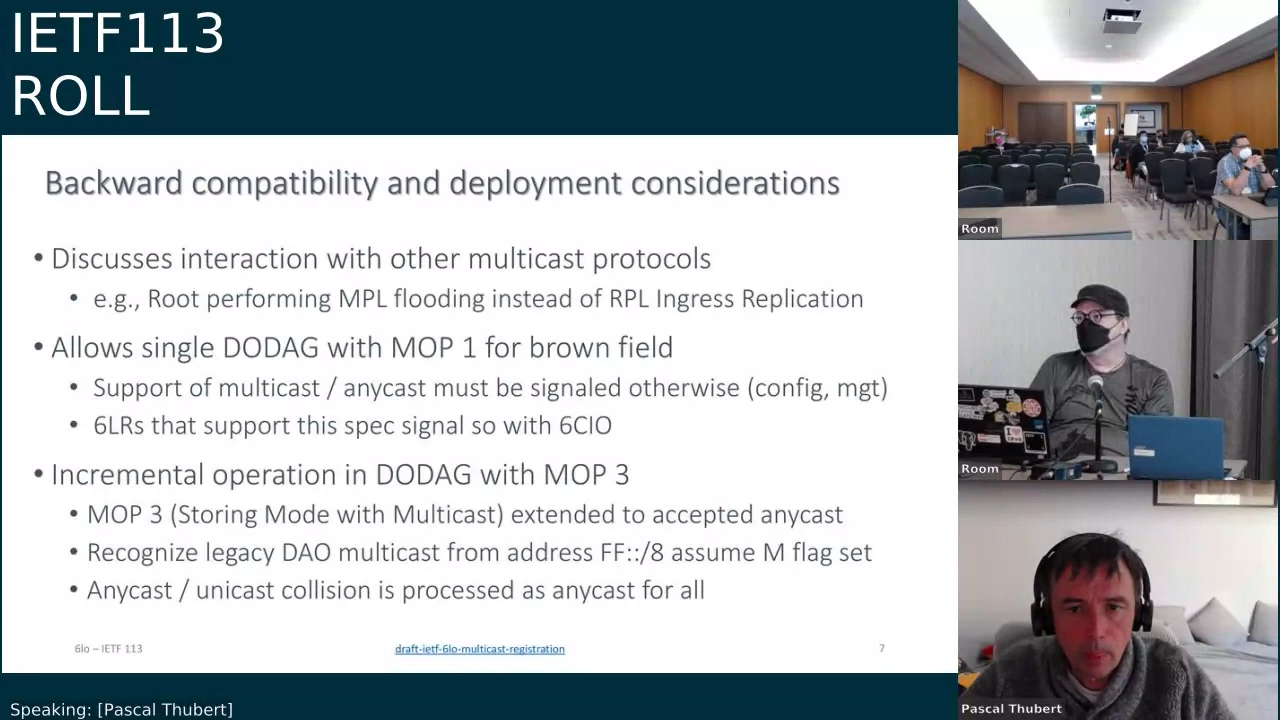 IETF113
ROLL
Backward compatibility and deployment considerations
• Discusses interaction with other multicast protocols
• e.g., Root performing MPL flooding instead of RPL Ingress Replication
• Allows single DODAG with MOP 1 for brown field
• Support of multicast / anycast must be signaled otherwise (config, mgt)
• 6LRs that support this spec signal so with 6CIO
• Incremental operation in DODAG with MOP 3
• MOP 3 (Storing Mode with Multicast) extended to accepted anycast
• Recognize legacy DAO multicast from address FF::/8 assume M flag set
• Anycast / unicast collision is processed as anycast for all
6lo – IETF 113
draft-ietf-6lo-multicast-registration
7
Speaking: [Pascal Thubert]
Room
Room
Pascal Thubert